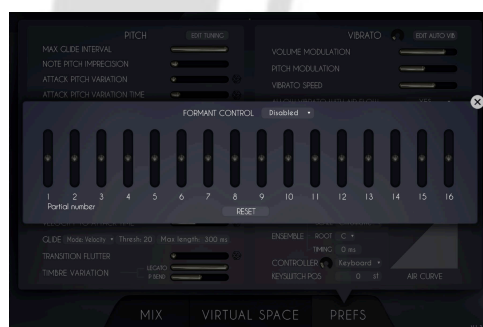 PITCH
EDIT TUNING
MAX GLIDE INTERVAL
NOTE PITCH IMPRECISION
ATTACK PITCH VARIATION
ATTACK PITCH VARIATION TIME
VIBRATO
EDIT AUTO VIB
VOLUME MODULATION
PITCH MODULATION
VIBRATO SPEED
FORMANT CONTROL Disabled
1 2 3 4 5 6 7 8 9 10 11 12 13 14 15 16
Partial number
RESET
GLIDE Mode: Velocity Thresh: 20 Max length: 300 ms
TRANSITION FLUTTER
TIMBRE VARIATION
LEGATO
P. BEND
ENSEMBLE ROOT C
TIMING 0 ms
CONTROLLER Keyboard
KEYSWITCH POS 0 st
AIR CURVE
MIX VIRTUAL SPACE PREFS